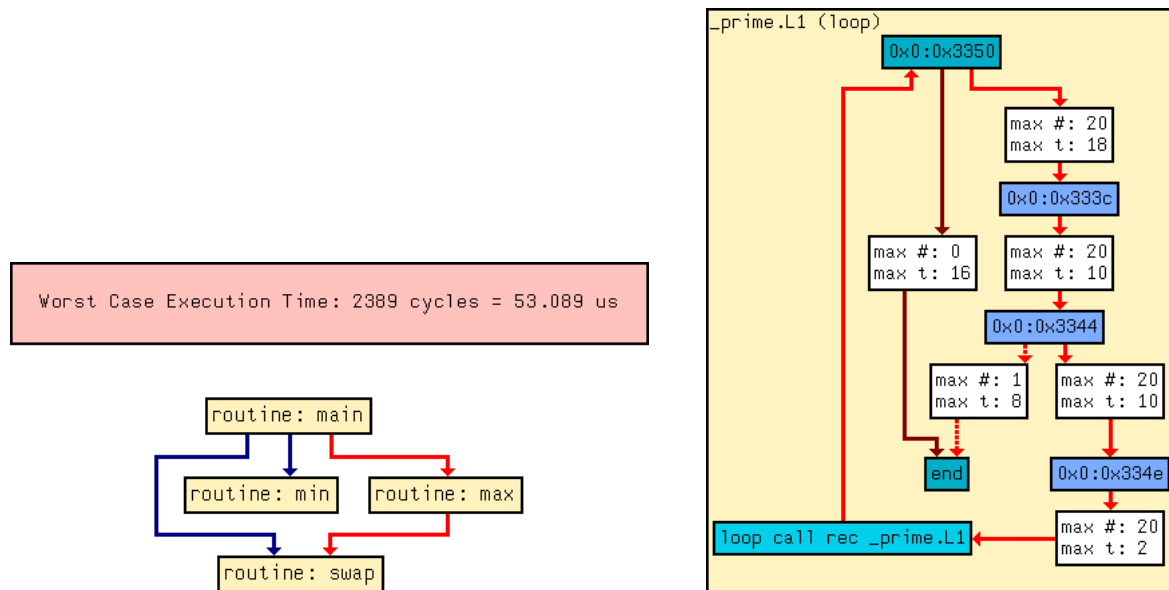 Worst Case Execution Time: 2389 cycles = 53.089 us
routine: main
routine: min
routine: max
routine: swap
_prime.L1 (loop)
0x0:0x3350
max #: 20
max t: 18
0x0:0x333c
max #: 0
max t: 16
max #: 20
max t: 10
0x0:0x3344
max #: 1
max t: 8
max #: 20
max t: 10
end
0x0:0x334e
loop call rec _prime.L1
max #: 20
max t: 2